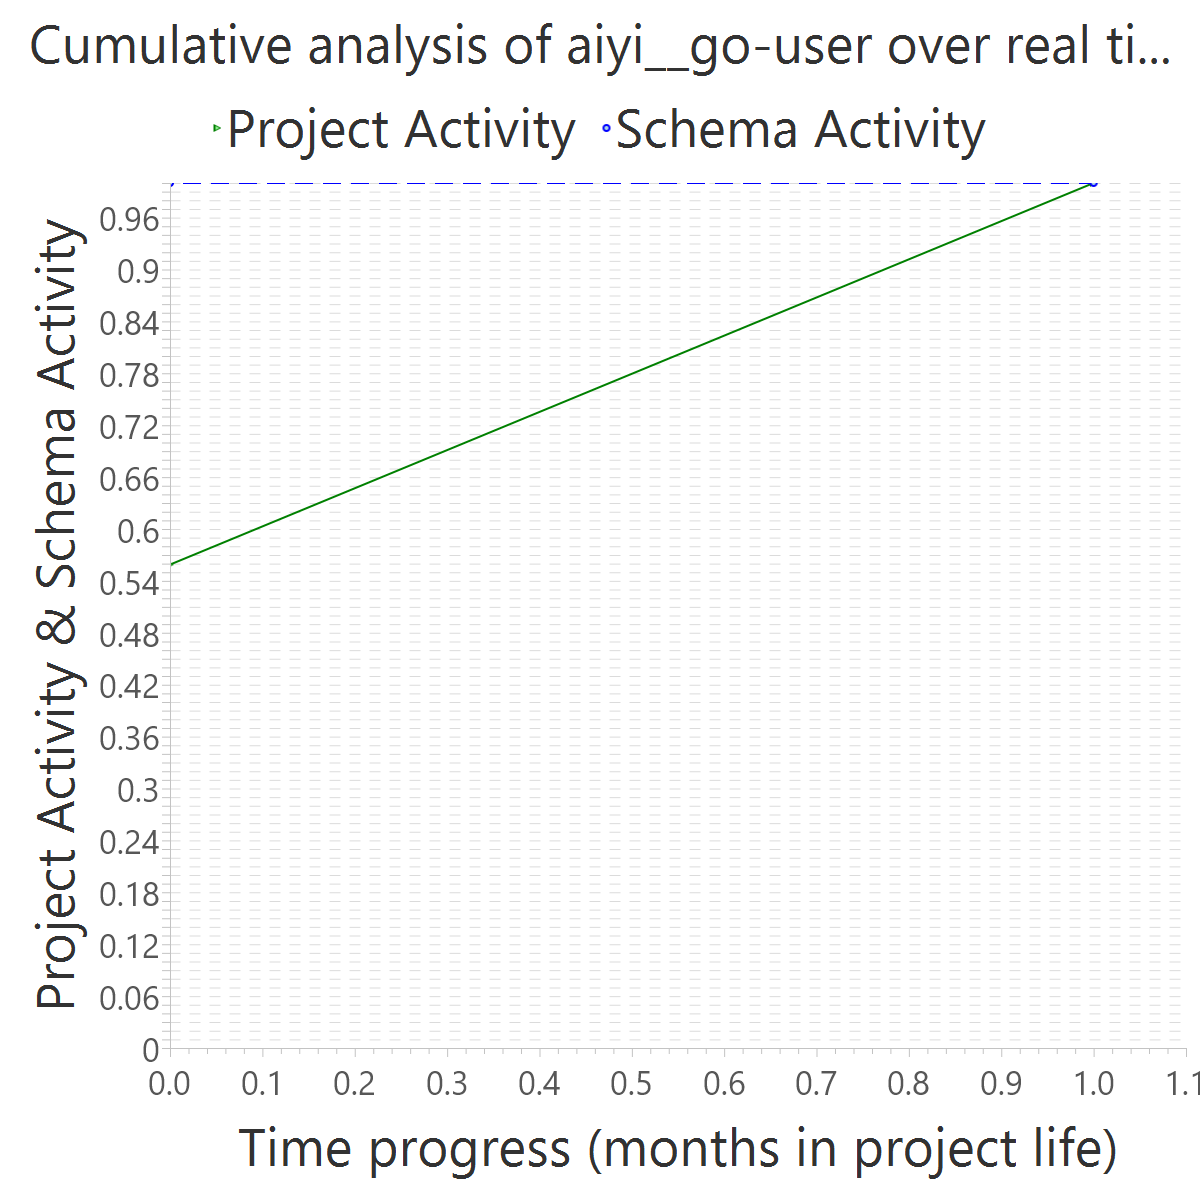 Cumulative analysis of aiyi__go-user over real ti...
Project Activity
Schema Activity
Project Activity & Schema Activity
0.96
0.9
0.84
0.78
0.72
0.66
0.6
0.54
0.48
0.42
0.36
0.3
0.24
0.18
0.12
0.06
0
0.0 0.1 0.2 0.3 0.4 0.5 0.6 0.7 0.8 0.9 1.0 1.1
Time progress (months in project life)